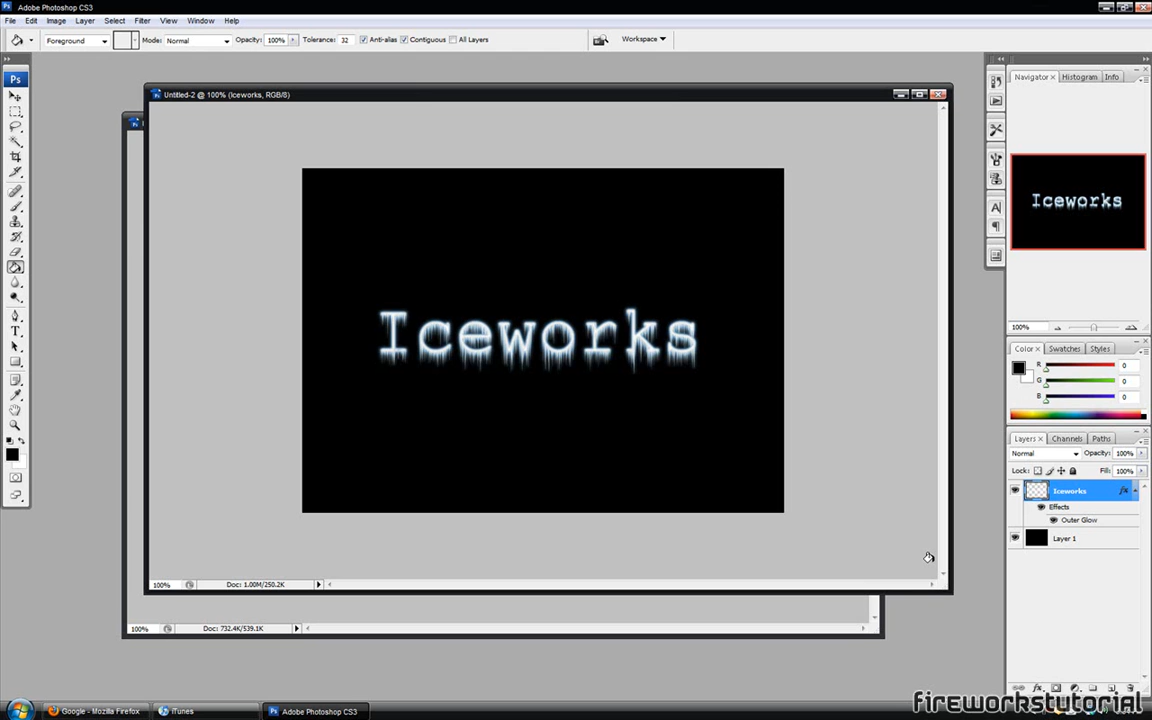 Adobe Photoshop CS3
File Edit Image Layer Select Filter View Window Help
Foreground Mode: Normal Opacity: 100% Tolerance: 32 Anti-alias Contiguous All Layers Workspace
Ps
Untitled-2 @ 100% (Iceworks, RGB/8)
Navigator x Histogram Info
Iceworks
Iceworks
100%
Color x Swatches Styles
R 0
G 0
B 0
Layers x Channels Paths
Normal Opacity: 100%
Lock: Fill: 100%
Iceworks fx
Effects
Outer Glow
Layer 1
100% Doc: 1.00M/250.2K
100% Doc: 732.4K/539.1K
Google - Mozilla Firefox iTunes Adobe Photoshop CS3
fireworkstutorial